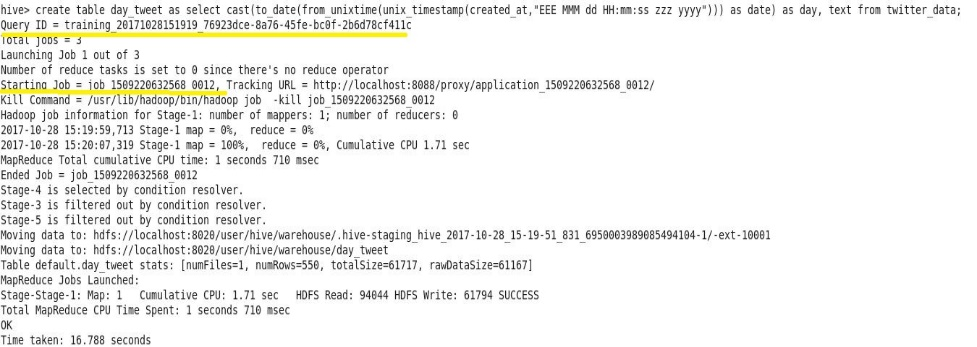 hive> create table day_tweet as select cast(to_date(from_unixtime(unix_timestamp(created_at,"EEE MMM dd HH:mm:ss zzz yyyy"))) as date) as day, text from twitter_data;
Query ID = training_20171028151919_76923dce-8a76-45fe-bc0f-2b6d78cf411c
Total jobs = 3
Launching Job 1 out of 3
Number of reduce tasks is set to 0 since there's no reduce operator
Starting Job = job_1509220632568_0012, Tracking URL = http://localhost:8088/proxy/application_1509220632568_0012/
Kill Command = /usr/lib/hadoop/bin/hadoop job  -kill job_1509220632568_0012
Hadoop job information for Stage-1: number of mappers: 1; number of reducers: 0
2017-10-28 15:19:59,713 Stage-1 map = 0%,  reduce = 0%
2017-10-28 15:20:07,319 Stage-1 map = 100%,  reduce = 0%, Cumulative CPU 1.71 sec
MapReduce Total cumulative CPU time: 1 seconds 710 msec
Ended Job = job_1509220632568_0012
Stage-4 is selected by condition resolver.
Stage-3 is filtered out by condition resolver.
Stage-5 is filtered out by condition resolver.
Moving data to: hdfs://localhost:8020/user/hive/warehouse/.hive-staging_hive_2017-10-28_15-19-51_831_6950003989085494104-1/-ext-10001
Moving data to: hdfs://localhost:8020/user/hive/warehouse/day_tweet
Table default.day_tweet stats: [numFiles=1, numRows=550, totalSize=61717, rawDataSize=61167]
MapReduce Jobs Launched:
Stage-Stage-1: Map: 1   Cumulative CPU: 1.71 sec   HDFS Read: 94044 HDFS Write: 61794 SUCCESS
Total MapReduce CPU Time Spent: 1 seconds 710 msec
OK
Time taken: 16.788 seconds